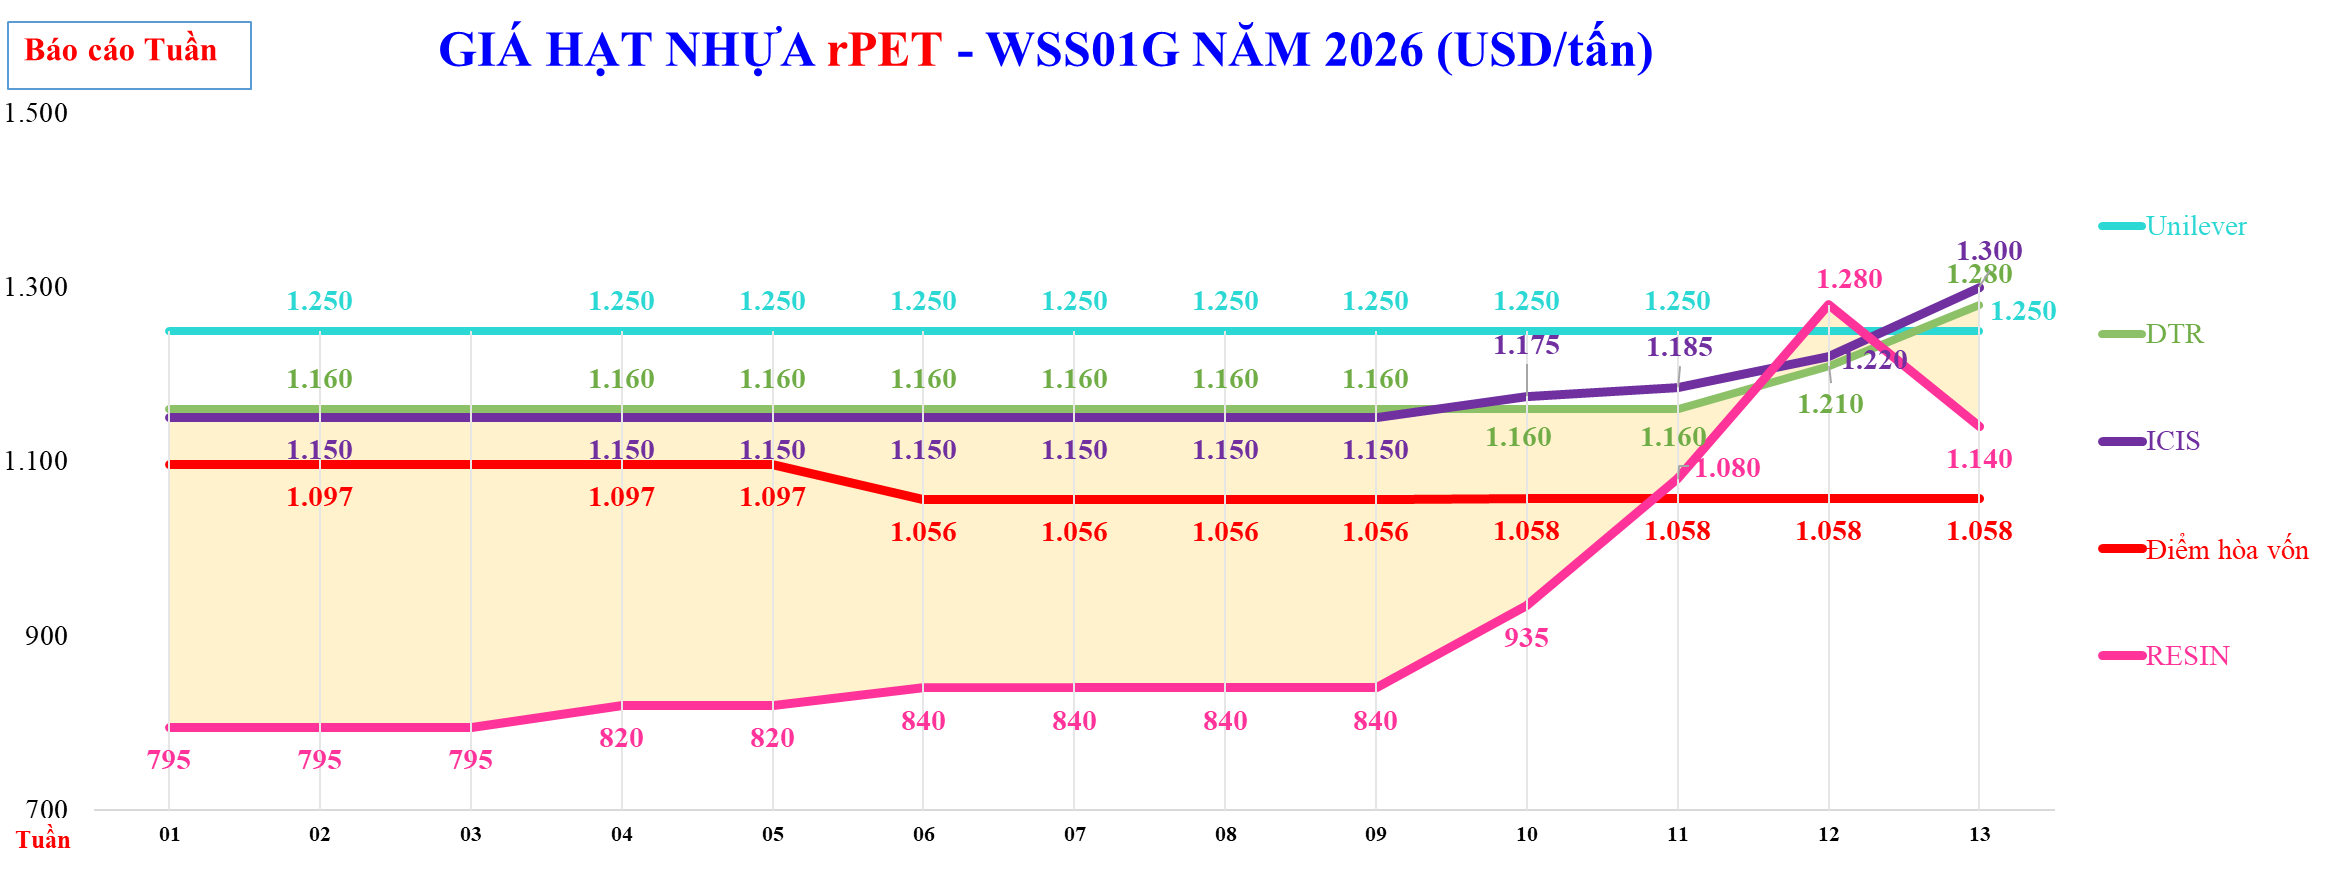 Báo cáo Tuần
GIÁ HẠT NHỰA rPET - WSS01G NĂM 2026 (USD/tấn)
1.500
1.300
1.100
900
700
Tuần
1.250 1.250 1.250 1.250 1.250 1.250 1.250 1.250 1.250 1.250
1.160 1.160 1.160 1.160 1.160 1.160 1.160 1.160 1.160 1.210 1.280
1.150 1.150 1.150 1.150 1.150 1.150 1.150 1.175 1.185 1.220 1.300
1.097 1.097 1.097 1.056 1.056 1.056 1.056 1.058 1.058 1.058 1.058
795 795 795 820 820 840 840 840 840 935 1.080 1.280 1.140
01 02 03 04 05 06 07 08 09 10 11 12 13
Unilever
DTR
ICIS
Điểm hòa vốn
RESIN